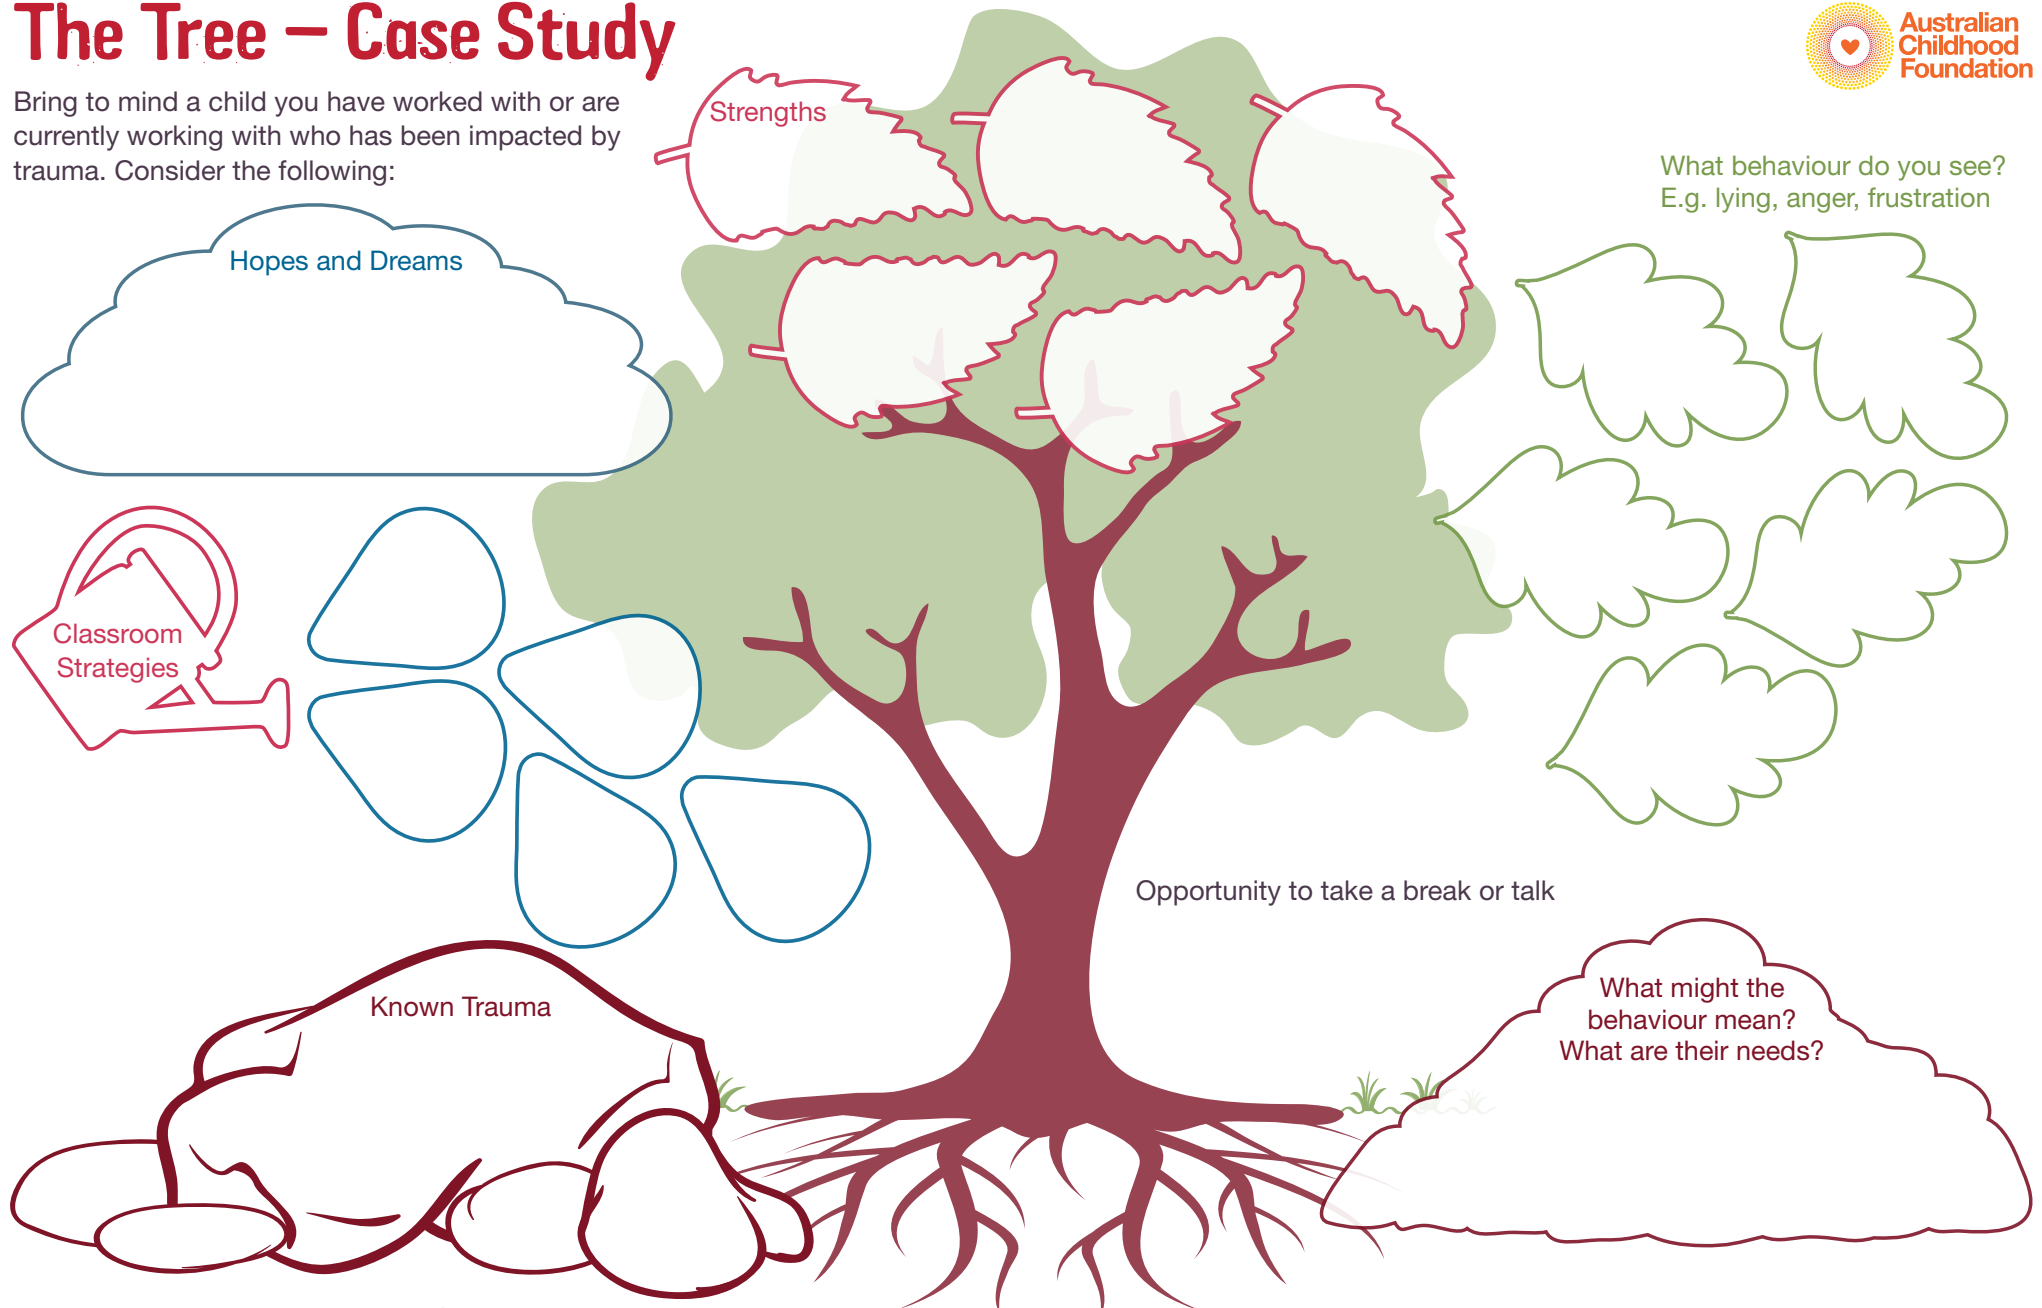 The Tree – Case Study
Australian
Childhood
Foundation
Bring to mind a child you have worked with or are
currently working with who has been impacted by
trauma. Consider the following:
Strengths
What behaviour do you see?
E.g. lying, anger, frustration
Hopes and Dreams
Classroom
Strategies
Opportunity to take a break or talk
Known Trauma
What might the
behaviour mean?
What are their needs?